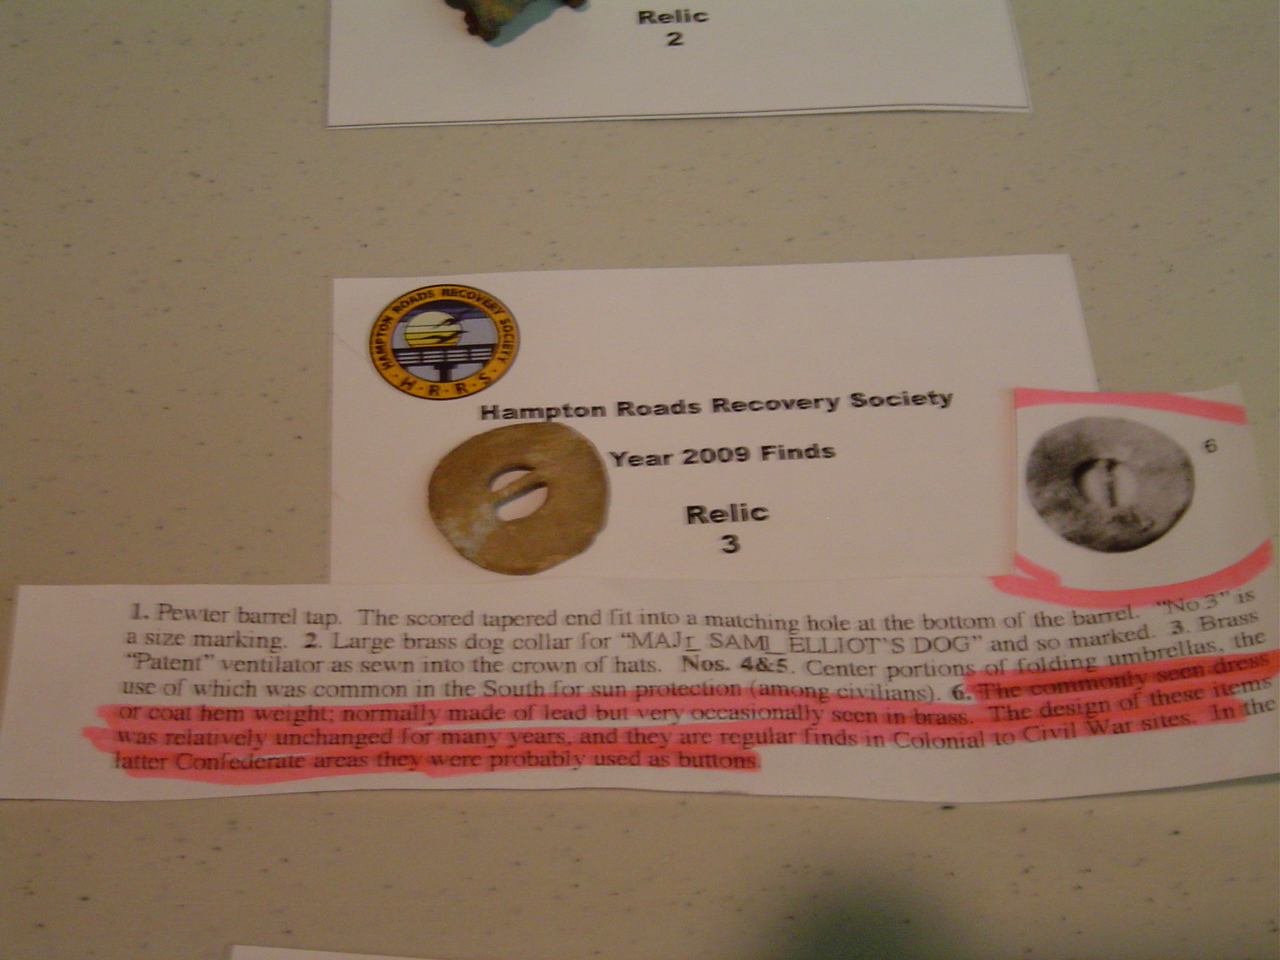 Relic
2
HAMPTON ROADS RECOVERY SOCIETY
H·R·R·S
Hampton Roads Recovery Society
Year 2009 Finds
6
Relic
3
1. Pewter barrel tap. The scored tapered end fit into a matching hole at the bottom of the barrel. "No 3" is
a size marking. 2. Large brass dog collar for "MAJr SAMl ELLIOT'S DOG" and so marked. 3. Brass
"Patent" ventilator as sewn into the crown of hats. Nos. 4&5. Center portions of folding umbrellas, the
use of which was common in the South for sun protection (among civilians). 6. The commonly seen dress
or coat hem weight; normally made of lead but very occasionally seen in brass. The design of these items
was relatively unchanged for many years, and they are regular finds in Colonial to Civil War sites. In the
latter Confederate areas they were probably used as buttons.